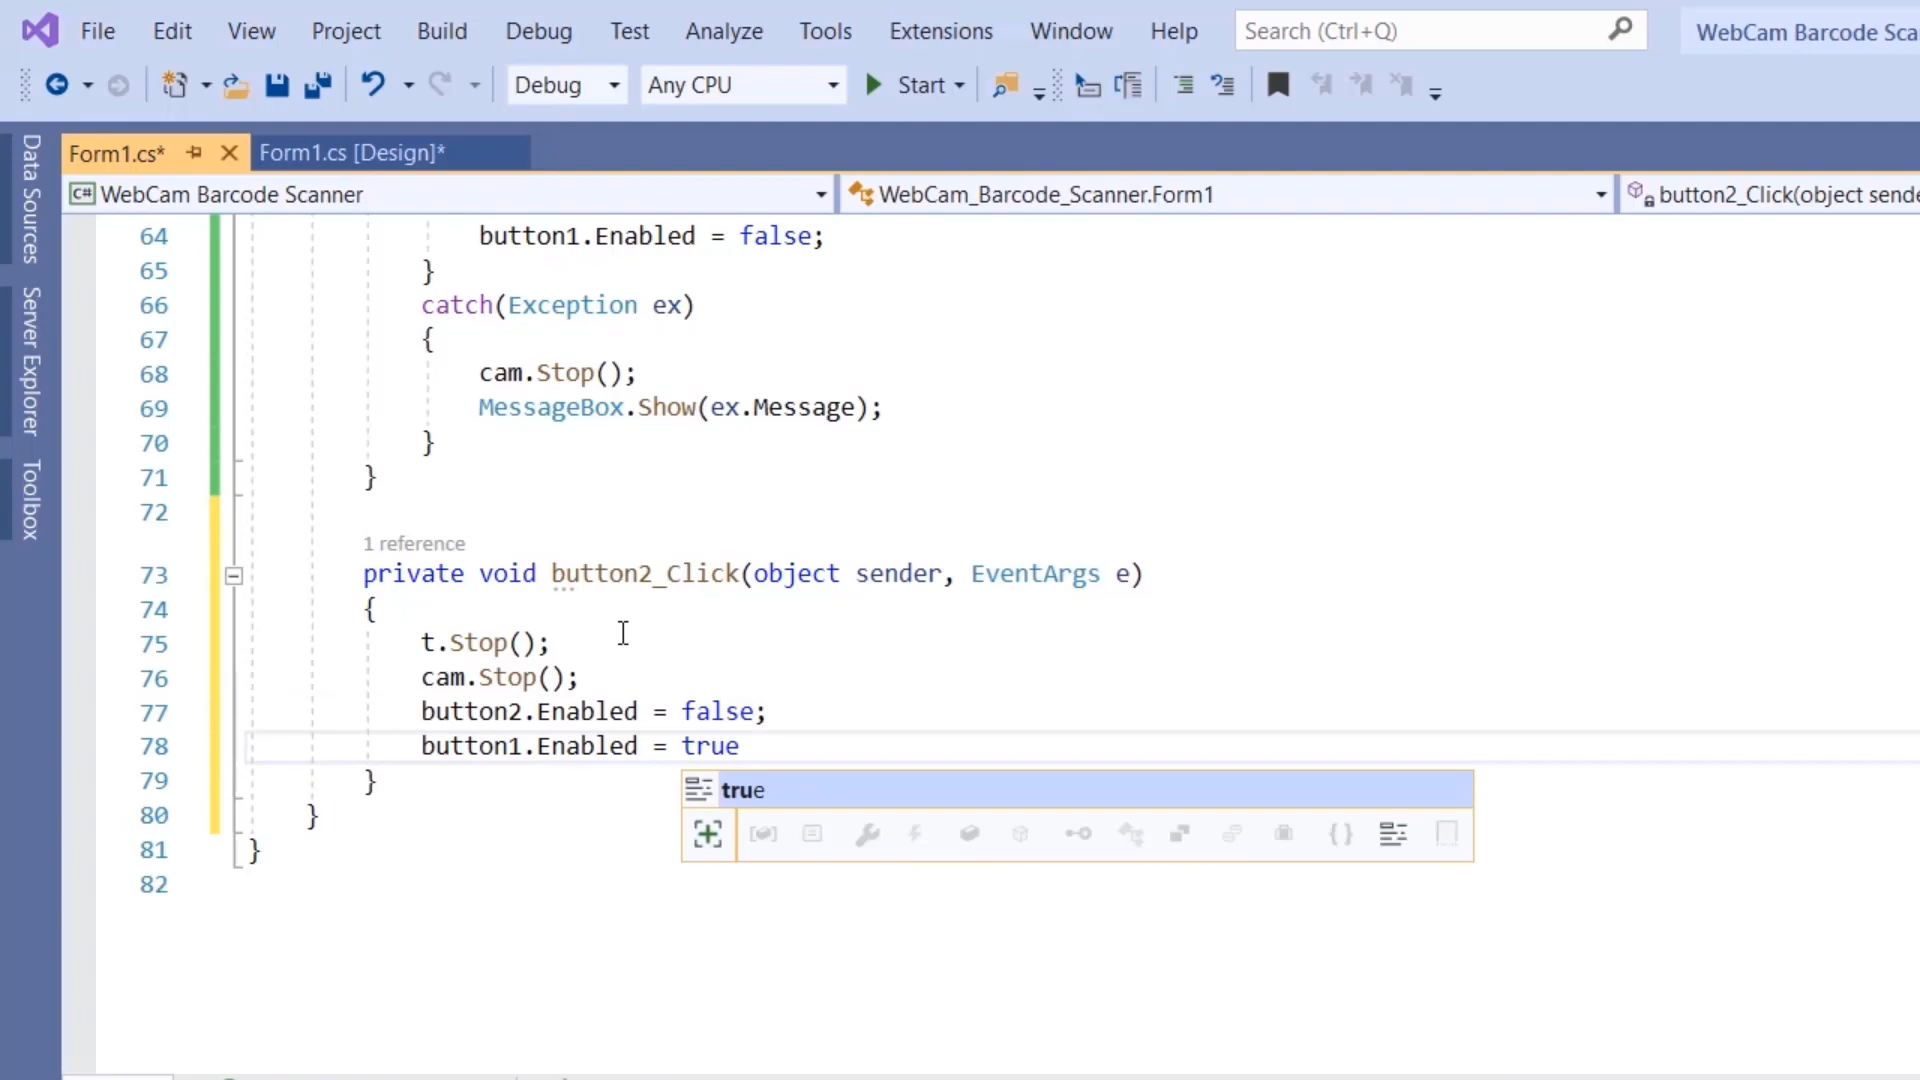 File Edit View Project Build Debug Test Analyze Tools Extensions Window Help Search (Ctrl+Q) WebCam Barcode Sca
Debug Any CPU Start
Data Sources
Server Explorer
Toolbox
Form1.cs* Form1.cs [Design]*
C# WebCam Barcode Scanner WebCam_Barcode_Scanner.Form1 button2_Click(object sende
64 button1.Enabled = false;
65 }
66 catch(Exception ex)
67 {
68 cam.Stop();
69 MessageBox.Show(ex.Message);
70 }
71 }
72
1 reference
73 private void button2_Click(object sender, EventArgs e)
74 {
75 t.Stop();
76 cam.Stop();
77 button2.Enabled = false;
78 button1.Enabled = true
79 }
true
80 }
81 }
82